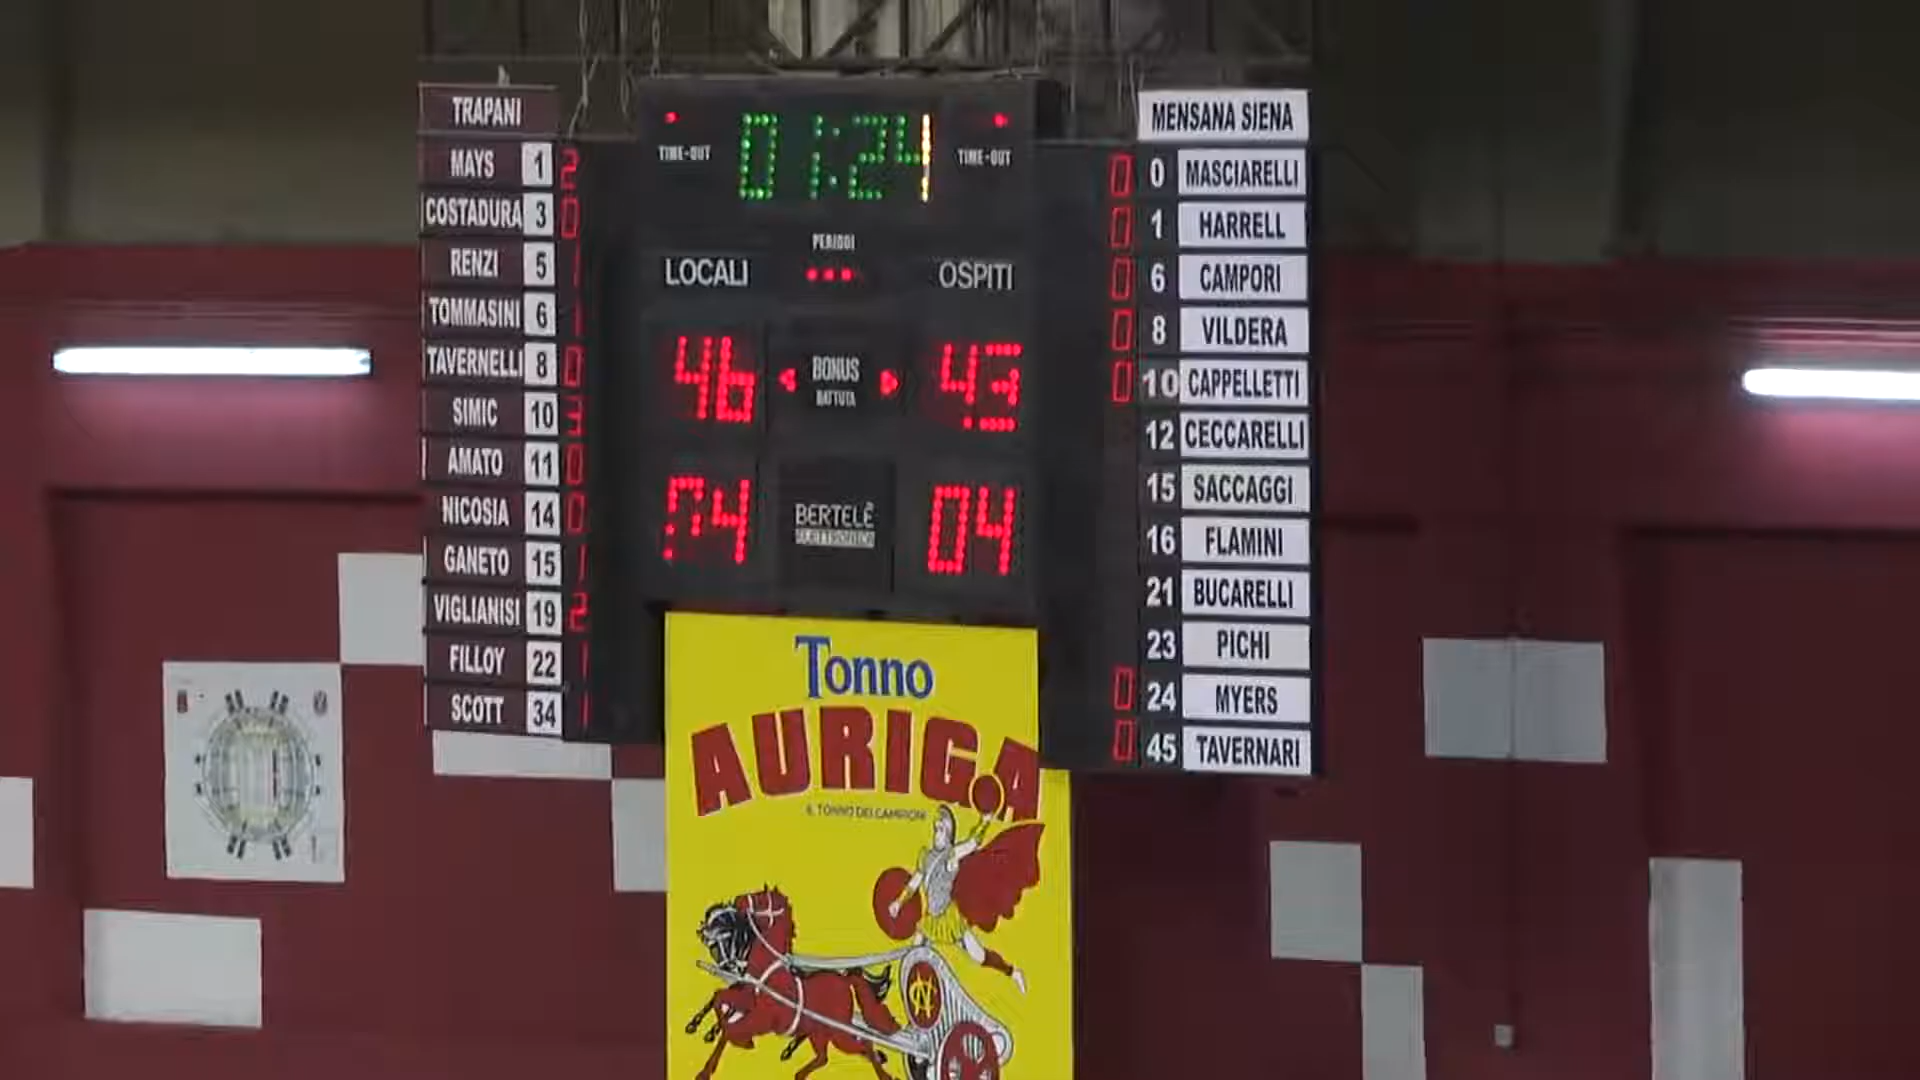 TRAPANI
MAYS 1 2
COSTADURA 3 0
RENZI 5 1
TOMMASINI 6 1
TAVERNELLI 8 0
SIMIC 10 3
AMATO 11 0
NICOSIA 14 0
GANETO 15 1
VIGLIANISI 19 2
FILLOY 22 1
SCOTT 34 1
TIME-OUT 01:24 TIME-OUT
PERIODI
LOCALI OSPITI
46 BONUS 43
BATTUTA
04 BERTELÈ 04
ELETTRONICA
MENSANA SIENA
0 0 MASCIARELLI
0 1 HARRELL
0 6 CAMPORI
0 8 VILDERA
0 10 CAPPELLETTI
12 CECCARELLI
15 SACCAGGI
16 FLAMINI
21 BUCARELLI
23 PICHI
0 24 MYERS
0 45 TAVERNARI
Tonno
AURIGA
IL TONNO DEI CAMPIONI